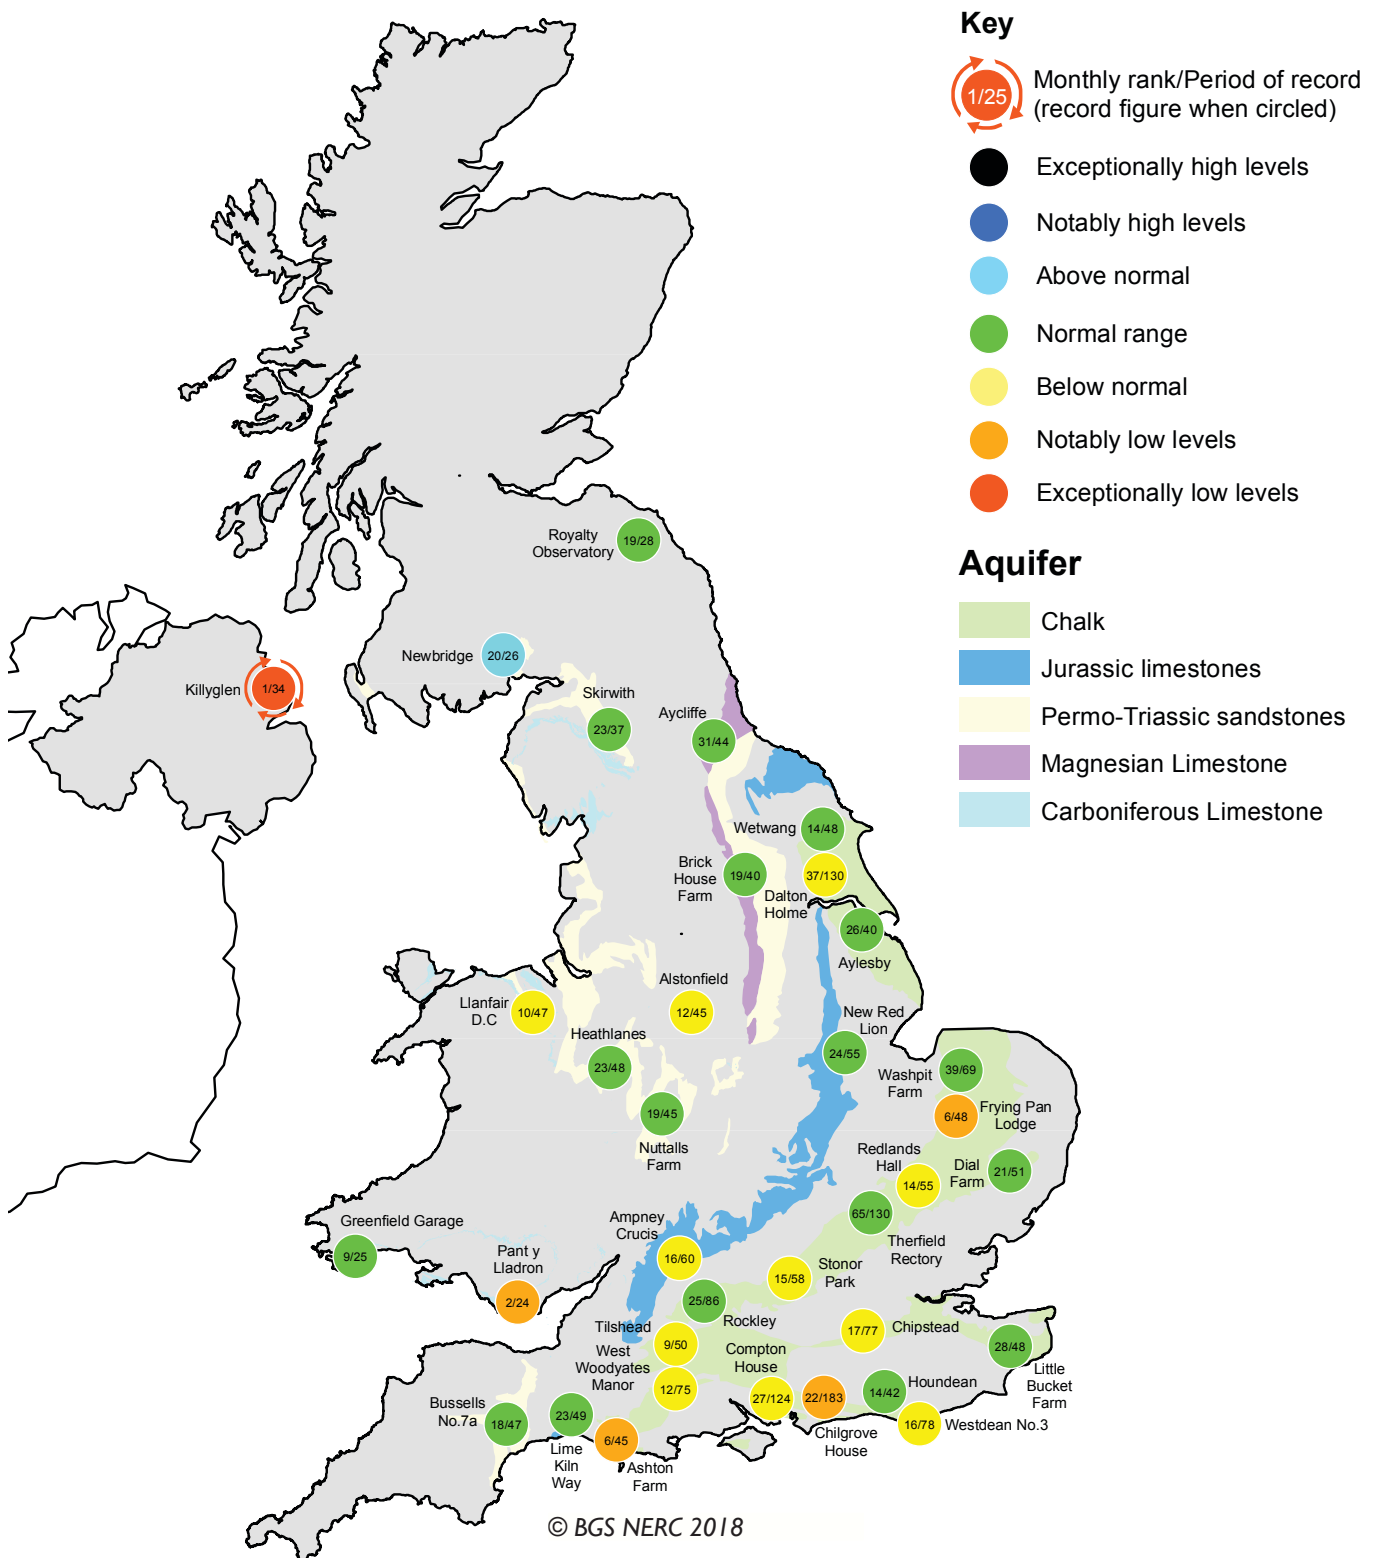 Key
1/25
Monthly rank/Period of record
(record figure when circled)
Exceptionally high levels
Notably high levels
Above normal
Normal range
Below normal
Notably low levels
Exceptionally low levels
Aquifer
Chalk
Jurassic limestones
Permo-Triassic sandstones
Magnesian Limestone
Carboniferous Limestone
Royalty
Observatory
19/28
Newbridge
20/26
Killyglen
1/34
Skirwith
23/37
Aycliffe
31/44
Wetwang
14/48
Brick
House
Farm
19/40
37/130
Dalton
Holme
26/40
Aylesby
Alstonfield
12/45
Llanfair
D.C
10/47
New Red
Lion
24/55
Heathlanes
23/48
Washpit
Farm
39/69
19/45
Nuttalls
Farm
6/48
Frying Pan
Lodge
Redlands
Hall
14/55
Dial
Farm
21/51
65/130
Therfield
Rectory
Greenfield Garage
9/25
Pant y
Lladron
2/24
Ampney
Crucis
16/60
15/58
Stonor
Park
25/86
Rockley
Tilshead
9/50
17/77
Chipstead
West
Woodyates
Manor
12/75
Compton
House
27/124
28/48
Little
Bucket
Farm
22/183
Chilgrove
House
14/42
Houndean
16/78
Westdean No.3
Bussells
No.7a
18/47
23/49
Lime
Kiln
Way
6/45
Ashton
Farm
© BGS NERC 2018